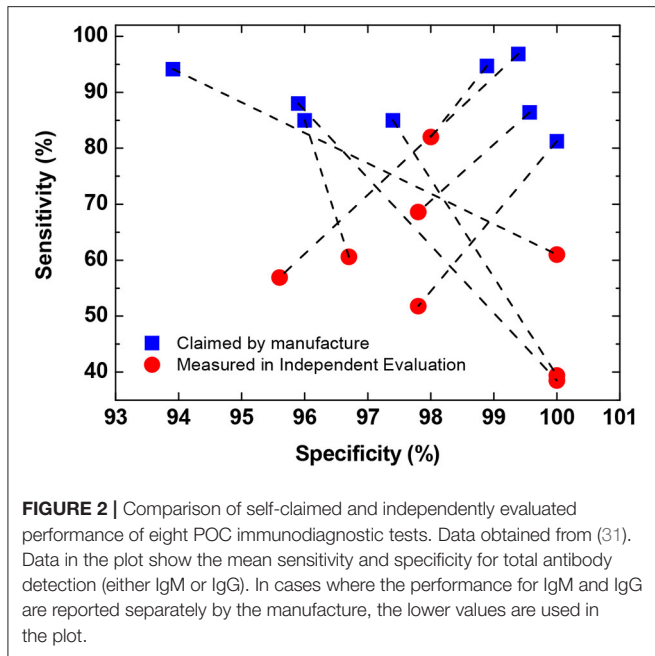 100
90
80
70
60
50
40
Sensitivity (%)
Claimed by manufacture
Measured in Independent Evaluation
93 94 95 96 97 98 99 100 101
Specificity (%)
FIGURE 2 | Comparison of self-claimed and independently evaluated
performance of eight POC immunodiagnostic tests. Data obtained from (31).
Data in the plot show the mean sensitivity and specificity for total antibody
detection (either IgM or IgG). In cases where the performance for IgM and IgG
are reported separately by the manufacture, the lower values are used in
the plot.